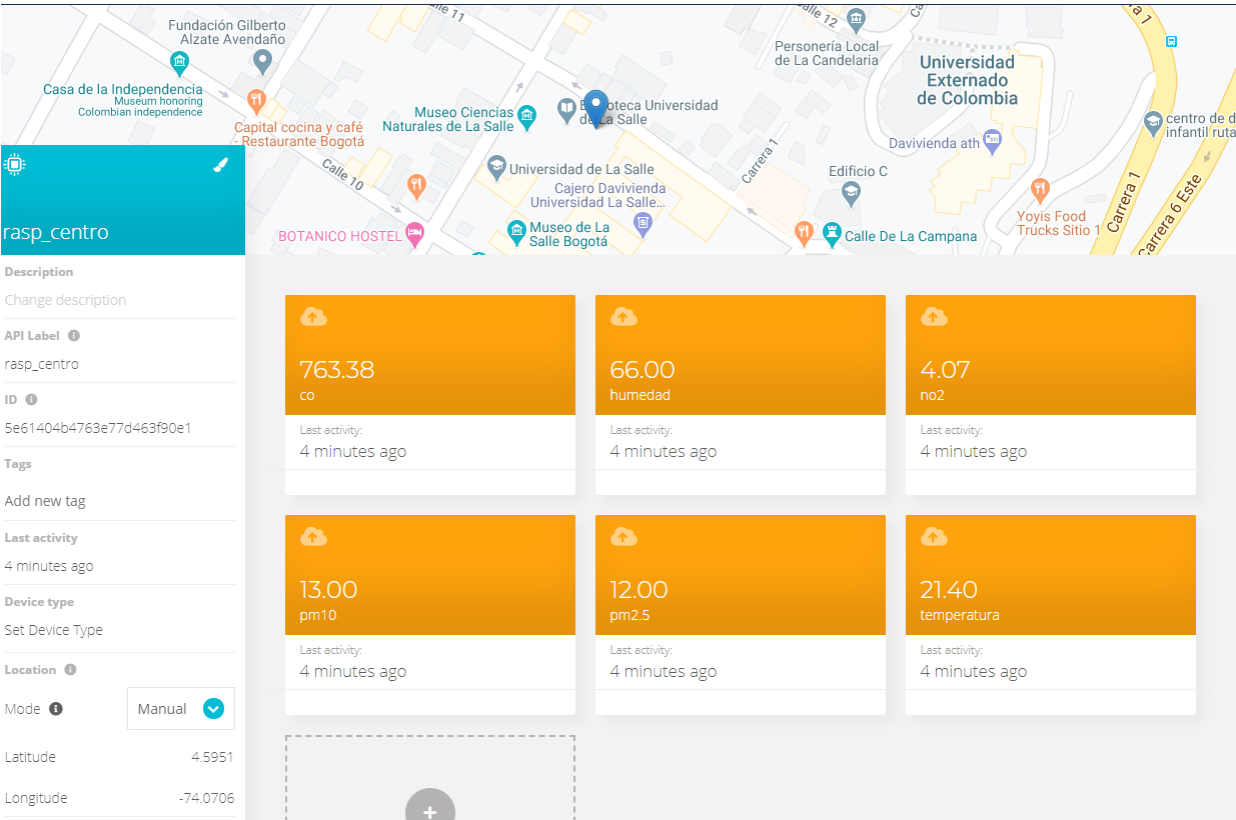 Calle 11
Calle 12
Fundación Gilberto
Alzate Avendaño
Personería Local
de La Candelaria
Universidad
Externado
de Colombia
Casa de la Independencia
Museum honoring
Colombian independence
Museo Ciencias
Naturales de La Salle
Universidad
de La Salle
Capital cocina y café
- Restaurante Bogotá
Davivienda ath
centro de d
infantil ruta
Calle 10
Universidad de La Salle
Cajero Davivienda
Universidad La Salle...
Carrera 1
Edificio C
Carrera 1
Carrera 6 Este
Yoyis Food
Trucks Sitio 1
BOTANICO HOSTEL
Museo de La
Salle Bogotá
Calle De La Campana
rasp_centro
Description
Change description
API Label
rasp_centro
ID
5e61404b4763e77d463f90e1
Tags
Add new tag
Last activity
4 minutes ago
Device type
Set Device Type
Location
Mode
Manual
Latitude 4.5951
Longitude -74.0706
763.38
co
Last activity:
4 minutes ago
66.00
humedad
Last activity:
4 minutes ago
4.07
no2
Last activity:
4 minutes ago
13.00
pm10
Last activity:
4 minutes ago
12.00
pm2.5
Last activity:
4 minutes ago
21.40
temperatura
Last activity:
4 minutes ago
+